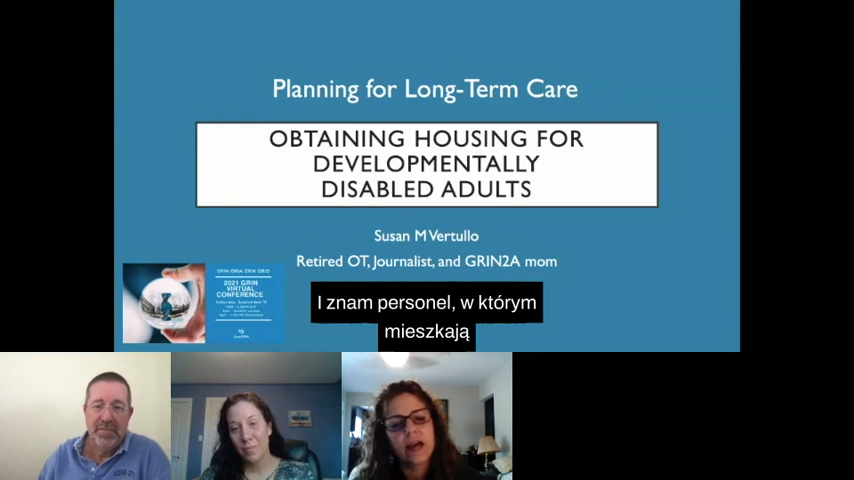 Planning for Long-Term Care
OBTAINING HOUSING FOR
DEVELOPMENTALLY
DISABLED ADULTS
Susan M Vertullo
Retired OT, Journalist, and GRIN2A mom
2021 GRIN
VIRTUAL
CONFERENCE
I znam personel, w którym
mieszkają